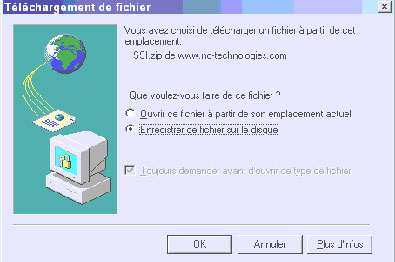 Téléchargement de fichier
Vous avez choisi de télécharger un fichier à partir de cet
emplacement.
SSI.zip de www.nc-technologies.com
Que voulez-vous faire de ce fichier ?
Ouvrir ce fichier à partir de son emplacement actuel
Enregistrer ce fichier sur le disque
Toujours demander avant d'ouvrir ce type de fichier
OK
Annuler
Plus d'infos